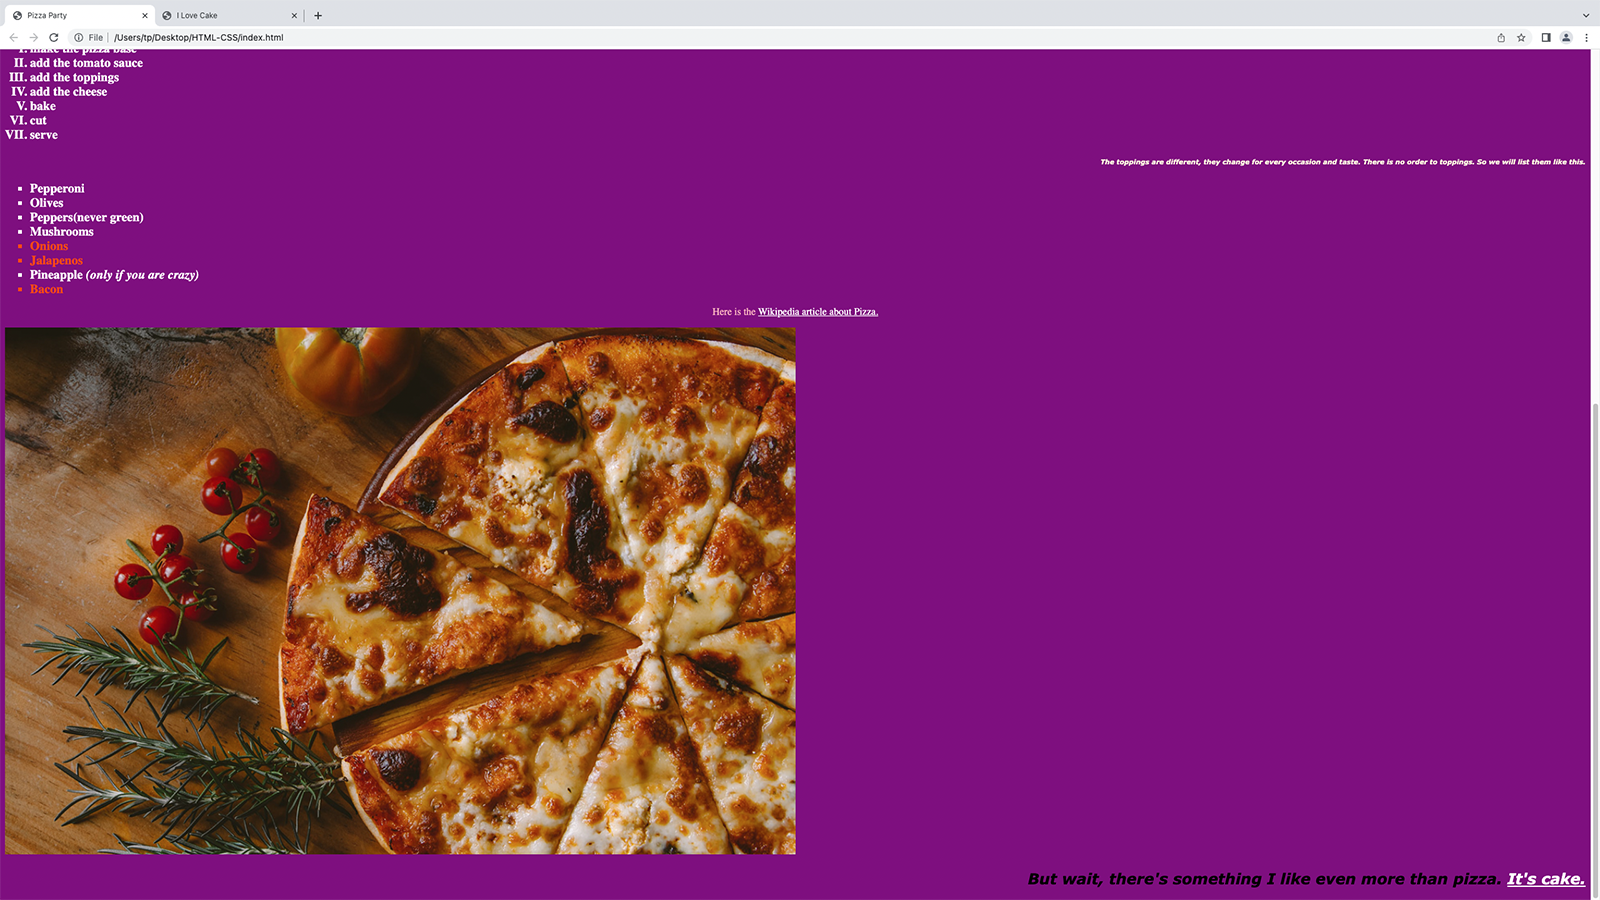 Pizza Party
I Love Cake
File /Users/tp/Desktop/HTML-CSS/index.html
I. make the pizza base
II. add the tomato sauce
III. add the toppings
IV. add the cheese
V. bake
VI. cut
VII. serve
The toppings are different, they change for every occasion and taste. There is no order to toppings. So we will list them like this.
Pepperoni
Olives
Peppers(never green)
Mushrooms
Onions
Jalapenos
Pineapple (only if you are crazy)
Bacon
Here is the Wikipedia article about Pizza.
But wait, there's something I like even more than pizza. It's cake.